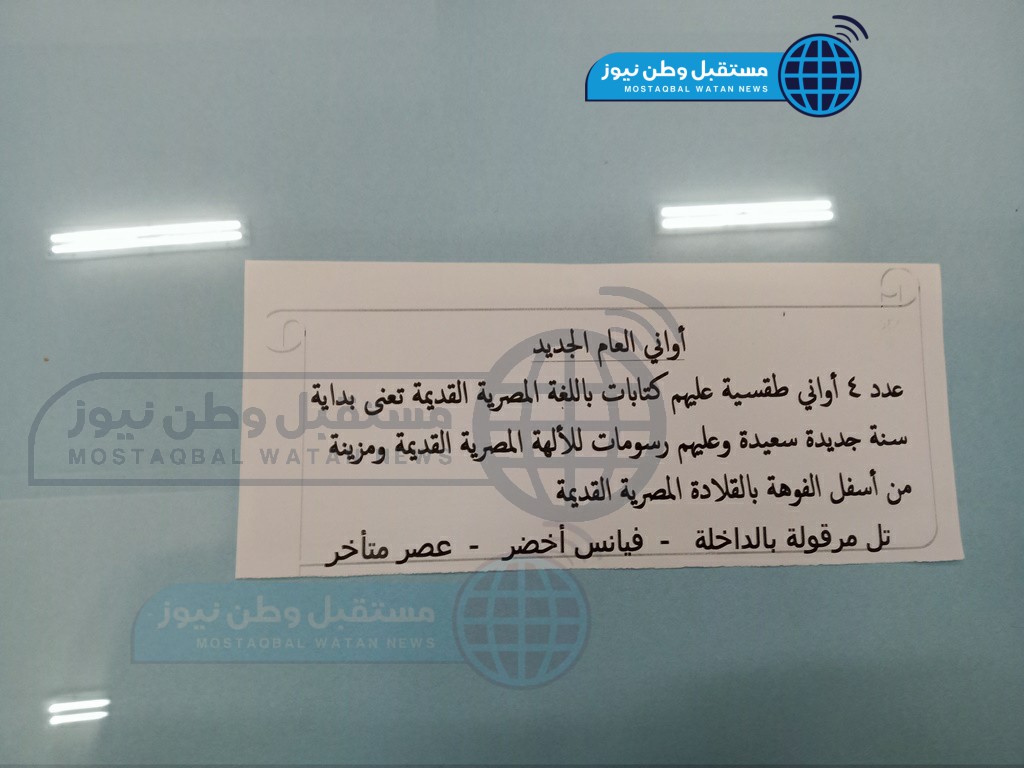 مستقبل وطن نيوز
MOSTAQBAL WATAN NEWS
أواني العام الجديد
عدد ٤ أواني طقسية عليهم كتابات باللغة المصرية القديمة تعنى بداية
سنة جديدة سعيدة وعليهم رسومات للألهة المصرية القديمة ومزينة
من أسفل الفوهة بالقلادة المصرية القديمة
تل مرقولة بالداخلة - فيانس أخضر - عصر متأخر
مستقبل وطن نيوز
MOSTAQBAL WATAN NEWS
مستقبل وطن نيوز
MOSTAQBAL WATAN NEWS